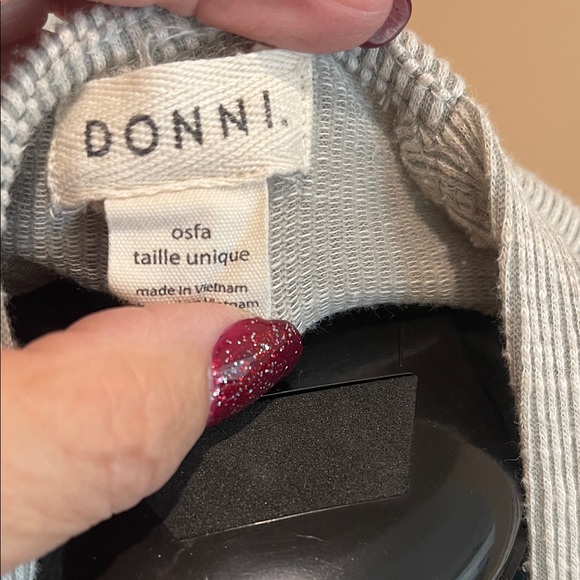 DONNI.
osfa
taille unique
made in Vietnam